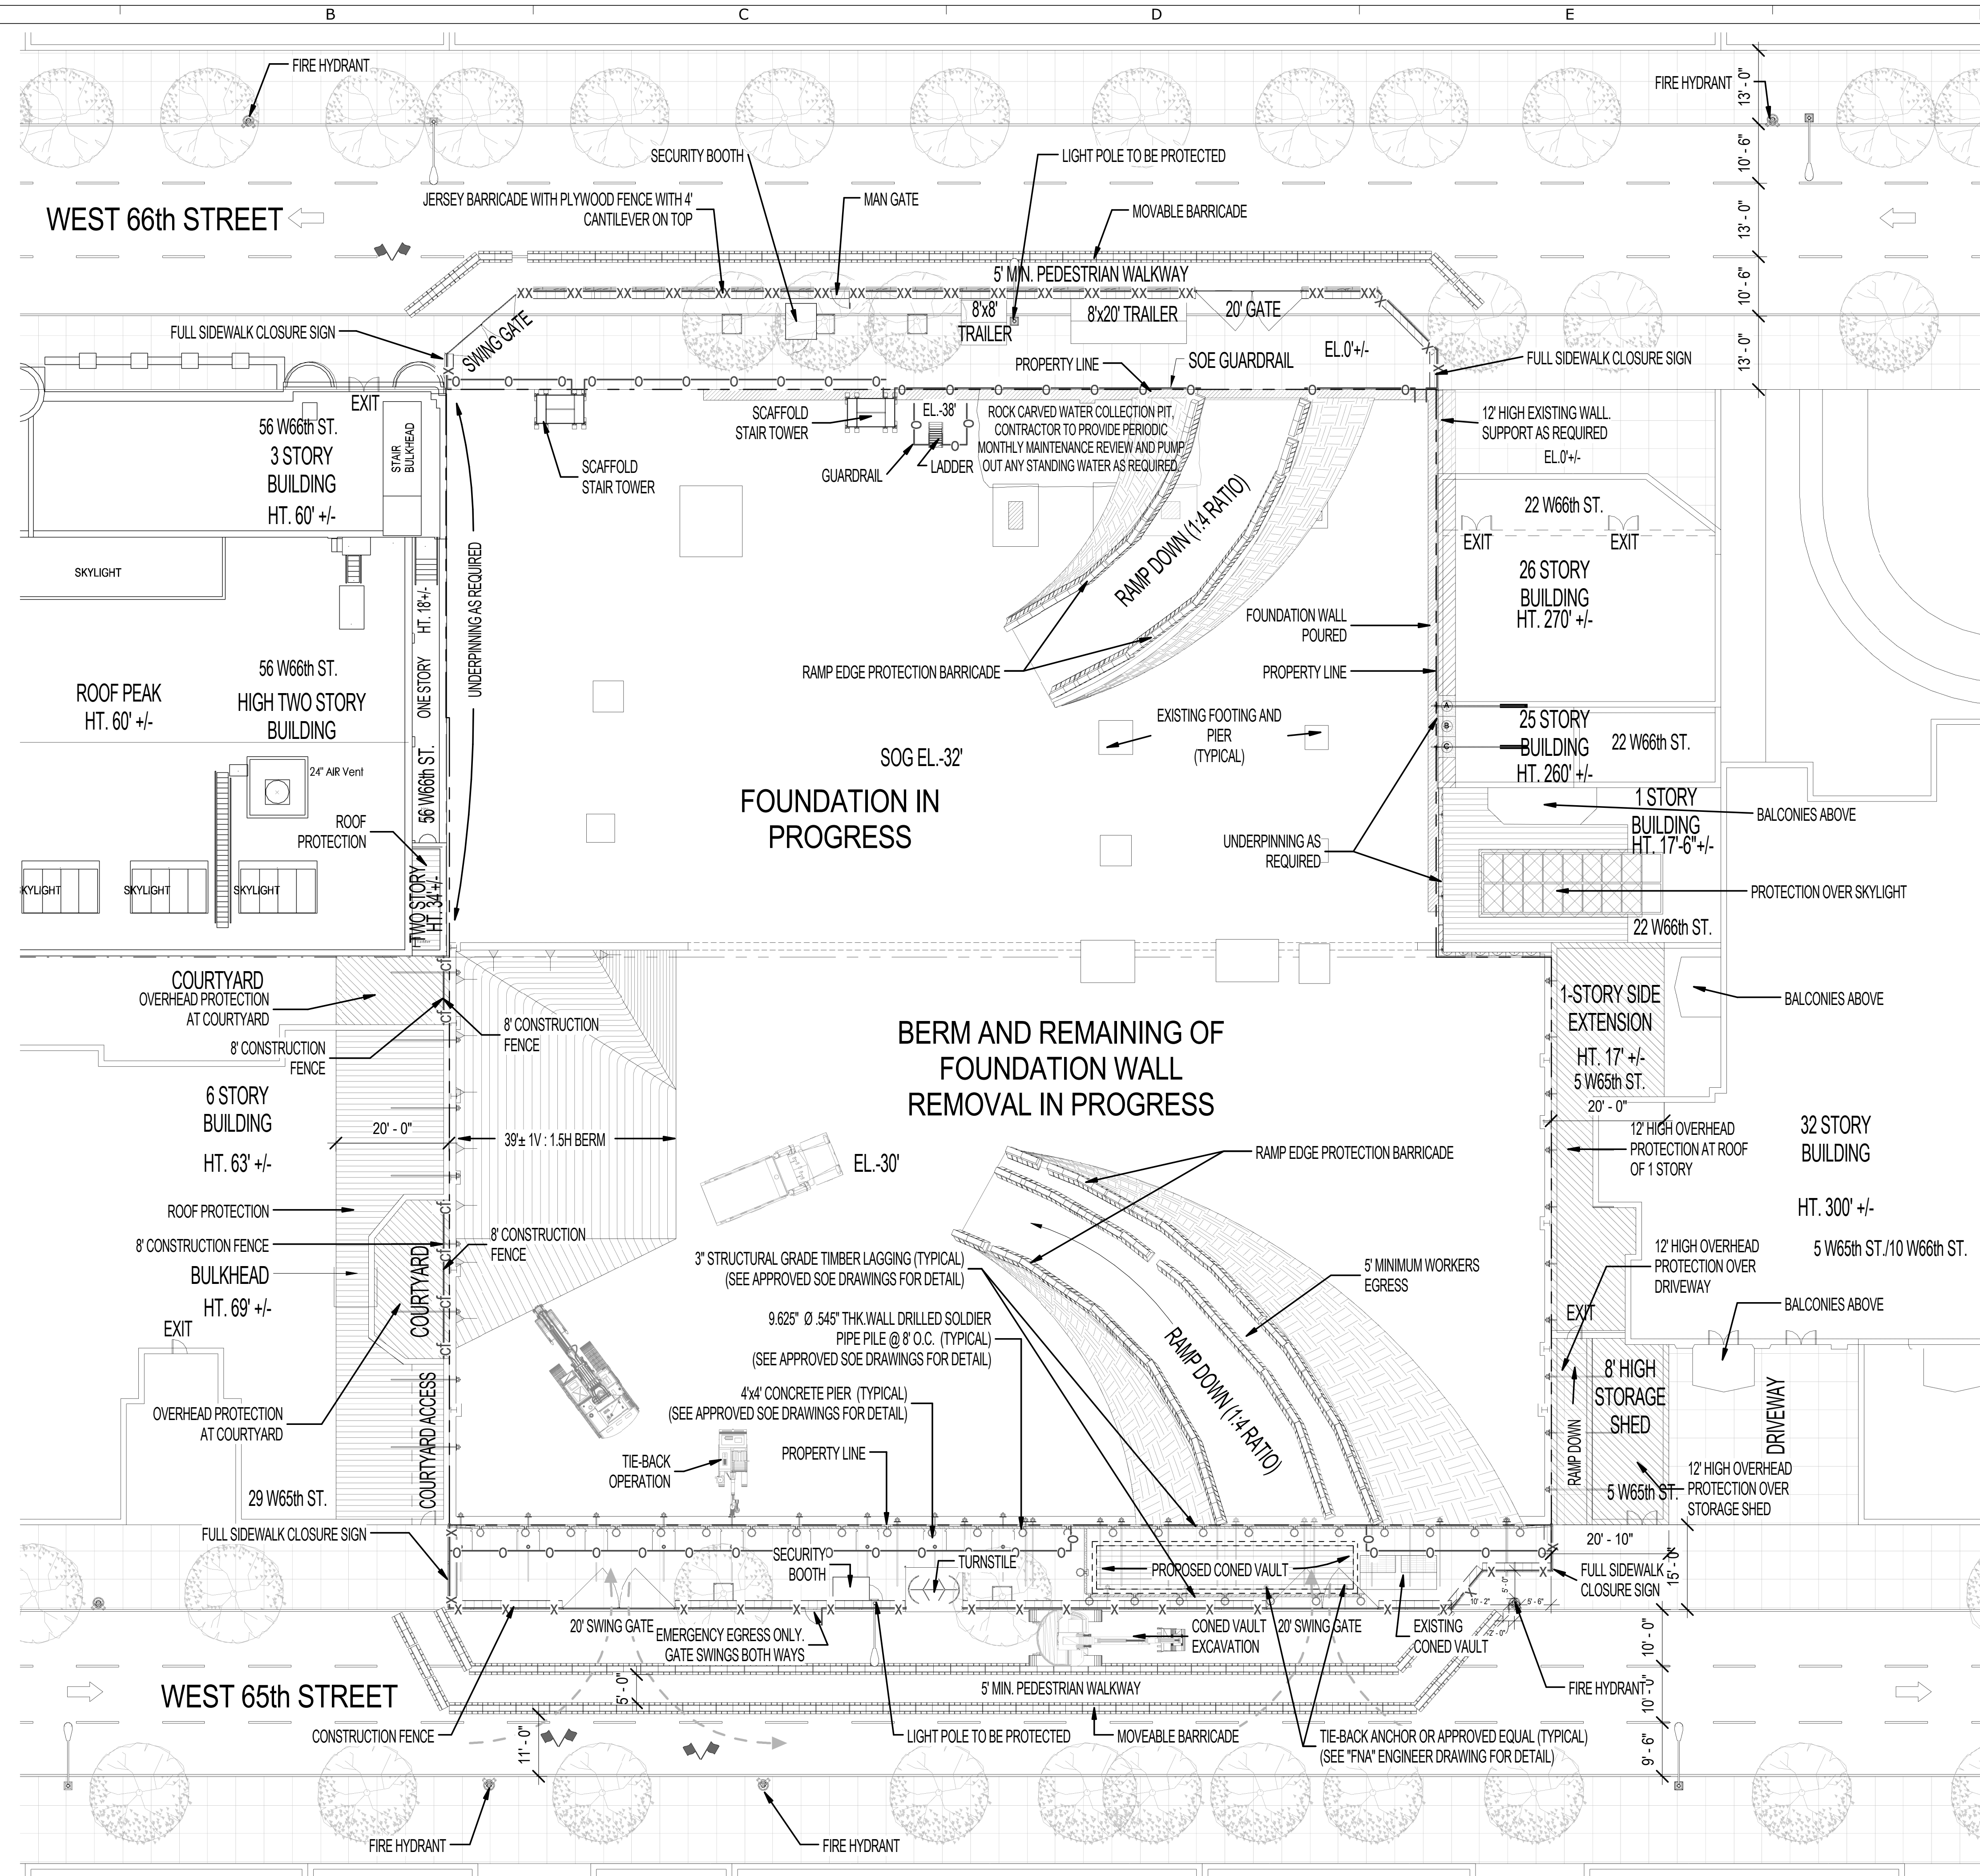 B
C
D
E
FIRE HYDRANT
FIRE HYDRANT
13' - 0"
10' - 6"
13' - 0"
10' - 6"
13' - 0"
SECURITY BOOTH
LIGHT POLE TO BE PROTECTED
JERSEY BARRICADE WITH PLYWOOD FENCE WITH 4'
CANTILEVER ON TOP
MAN GATE
MOVABLE BARRICADE
WEST 66th STREET
5' MIN. PEDESTRIAN WALKWAY
8'x8'
TRAILER
8'x20' TRAILER
20' GATE
FULL SIDEWALK CLOSURE SIGN
SWING GATE
PROPERTY LINE
SOE GUARDRAIL
EL.0'+/-
FULL SIDEWALK CLOSURE SIGN
EXIT
56 W66th ST.
3 STORY
BUILDING
HT. 60' +/-
STAIR
BULKHEAD
SCAFFOLD
STAIR TOWER
SCAFFOLD
STAIR TOWER
EL.-38'
GUARDRAIL
LADDER
ROCK CARVED WATER COLLECTION PIT,
CONTRACTOR TO PROVIDE PERIODIC
MONTHLY MAINTENANCE REVIEW AND PUMP
OUT ANY STANDING WATER AS REQUIRED
12' HIGH EXISTING WALL.
SUPPORT AS REQUIRED
EL.0'+/-
22 W66th ST.
EXIT
EXIT
26 STORY
BUILDING
HT. 270' +/-
RAMP DOWN (1:4 RATIO)
SKYLIGHT
HT. 18'+/-
ONE STORY
56 W66th ST.
UNDERPINNING AS REQUIRED
56 W66th ST.
HIGH TWO STORY
BUILDING
ROOF PEAK
HT. 60' +/-
FOUNDATION WALL
POURED
RAMP EDGE PROTECTION BARRICADE
PROPERTY LINE
EXISTING FOOTING AND
PIER
(TYPICAL)
A
B
C
25 STORY
BUILDING
HT. 260' +/-
22 W66th ST.
SOG EL.-32'
24" AIR Vent
FOUNDATION IN
PROGRESS
ROOF
PROTECTION
1 STORY
BUILDING
HT. 17'-6"+/-
BALCONIES ABOVE
UNDERPINNING AS
REQUIRED
KYLIGHT
SKYLIGHT
SKYLIGHT
TWO STORY
HT. 34'+/-
PROTECTION OVER SKYLIGHT
22 W66th ST.
COURTYARD
OVERHEAD PROTECTION
AT COURTYARD
8' CONSTRUCTION
FENCE
8' CONSTRUCTION
FENCE
cf
cf
1-STORY SIDE
EXTENSION
HT. 17' +/-
5 W65th ST.
20' - 0"
BALCONIES ABOVE
BERM AND REMAINING OF
FOUNDATION WALL
REMOVAL IN PROGRESS
6 STORY
BUILDING
HT. 63' +/-
20' - 0"
39'± 1V : 1.5H BERM
EL.-30'
RAMP EDGE PROTECTION BARRICADE
12' HIGH OVERHEAD
PROTECTION AT ROOF
OF 1 STORY
32 STORY
BUILDING
HT. 300' +/-
5 W65th ST./10 W66th ST.
ROOF PROTECTION
8' CONSTRUCTION FENCE
BULKHEAD
HT. 69' +/-
COURTYARD
8' CONSTRUCTION
FENCE
cf
cf
cf
cf
3" STRUCTURAL GRADE TIMBER LAGGING (TYPICAL)
(SEE APPROVED SOE DRAWINGS FOR DETAIL)
5' MINIMUM WORKERS
EGRESS
12' HIGH OVERHEAD
PROTECTION OVER
DRIVEWAY
EXIT
BALCONIES ABOVE
EXIT
9.625" Ø .545" THK.WALL DRILLED SOLDIER
PIPE PILE @ 8' O.C. (TYPICAL)
(SEE APPROVED SOE DRAWINGS FOR DETAIL)
RAMP DOWN (1:4 RATIO)
4'x4' CONCRETE PIER (TYPICAL)
(SEE APPROVED SOE DRAWINGS FOR DETAIL)
OVERHEAD PROTECTION
AT COURTYARD
COURTYARD ACCESS
8' HIGH
STORAGE
SHED
RAMP DOWN
DRIVEWAY
TIE-BACK
OPERATION
PROPERTY LINE
5 W65th ST.
12' HIGH OVERHEAD
PROTECTION OVER
STORAGE SHED
29 W65th ST.
FULL SIDEWALK CLOSURE SIGN
SECURITY
BOOTH
TURNSTILE
PROPOSED CONED VAULT
20' - 10"
15' - 0"
FULL SIDEWALK
CLOSURE SIGN
5' - 0"
10' - 2"
5' - 6"
2' - 0"
20' SWING GATE
EMERGENCY EGRESS ONLY.
GATE SWINGS BOTH WAYS
CONED VAULT
EXCAVATION
20' SWING GATE
EXISTING
CONED VAULT
10' - 0"
10' - 0"
9' - 6"
WEST 65th STREET
5' - 0"
5' MIN. PEDESTRIAN WALKWAY
FIRE HYDRANT
CONSTRUCTION FENCE
11' - 0"
LIGHT POLE TO BE PROTECTED
MOVEABLE BARRICADE
TIE-BACK ANCHOR OR APPROVED EQUAL (TYPICAL)
(SEE "FNA" ENGINEER DRAWING FOR DETAIL)
FIRE HYDRANT
FIRE HYDRANT